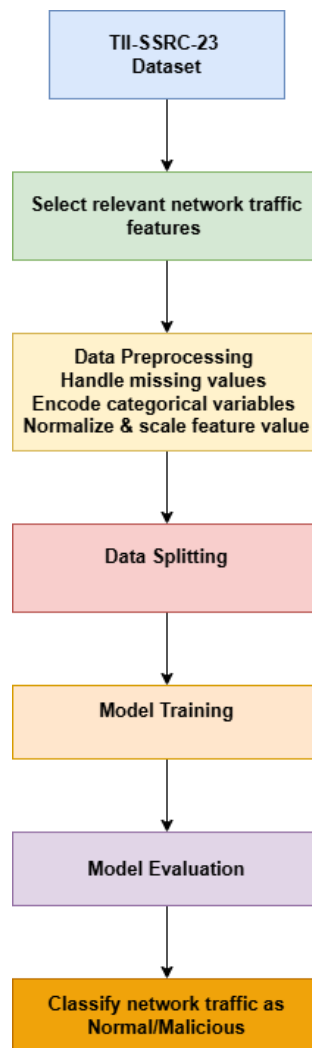 TII-SSRC-23
Dataset
Select relevant network traffic
features
Data Preprocessing
Handle missing values
Encode categorical variables
Normalize & scale feature value
Data Splitting
Model Training
Model Evaluation
Classify network traffic as
Normal/Malicious